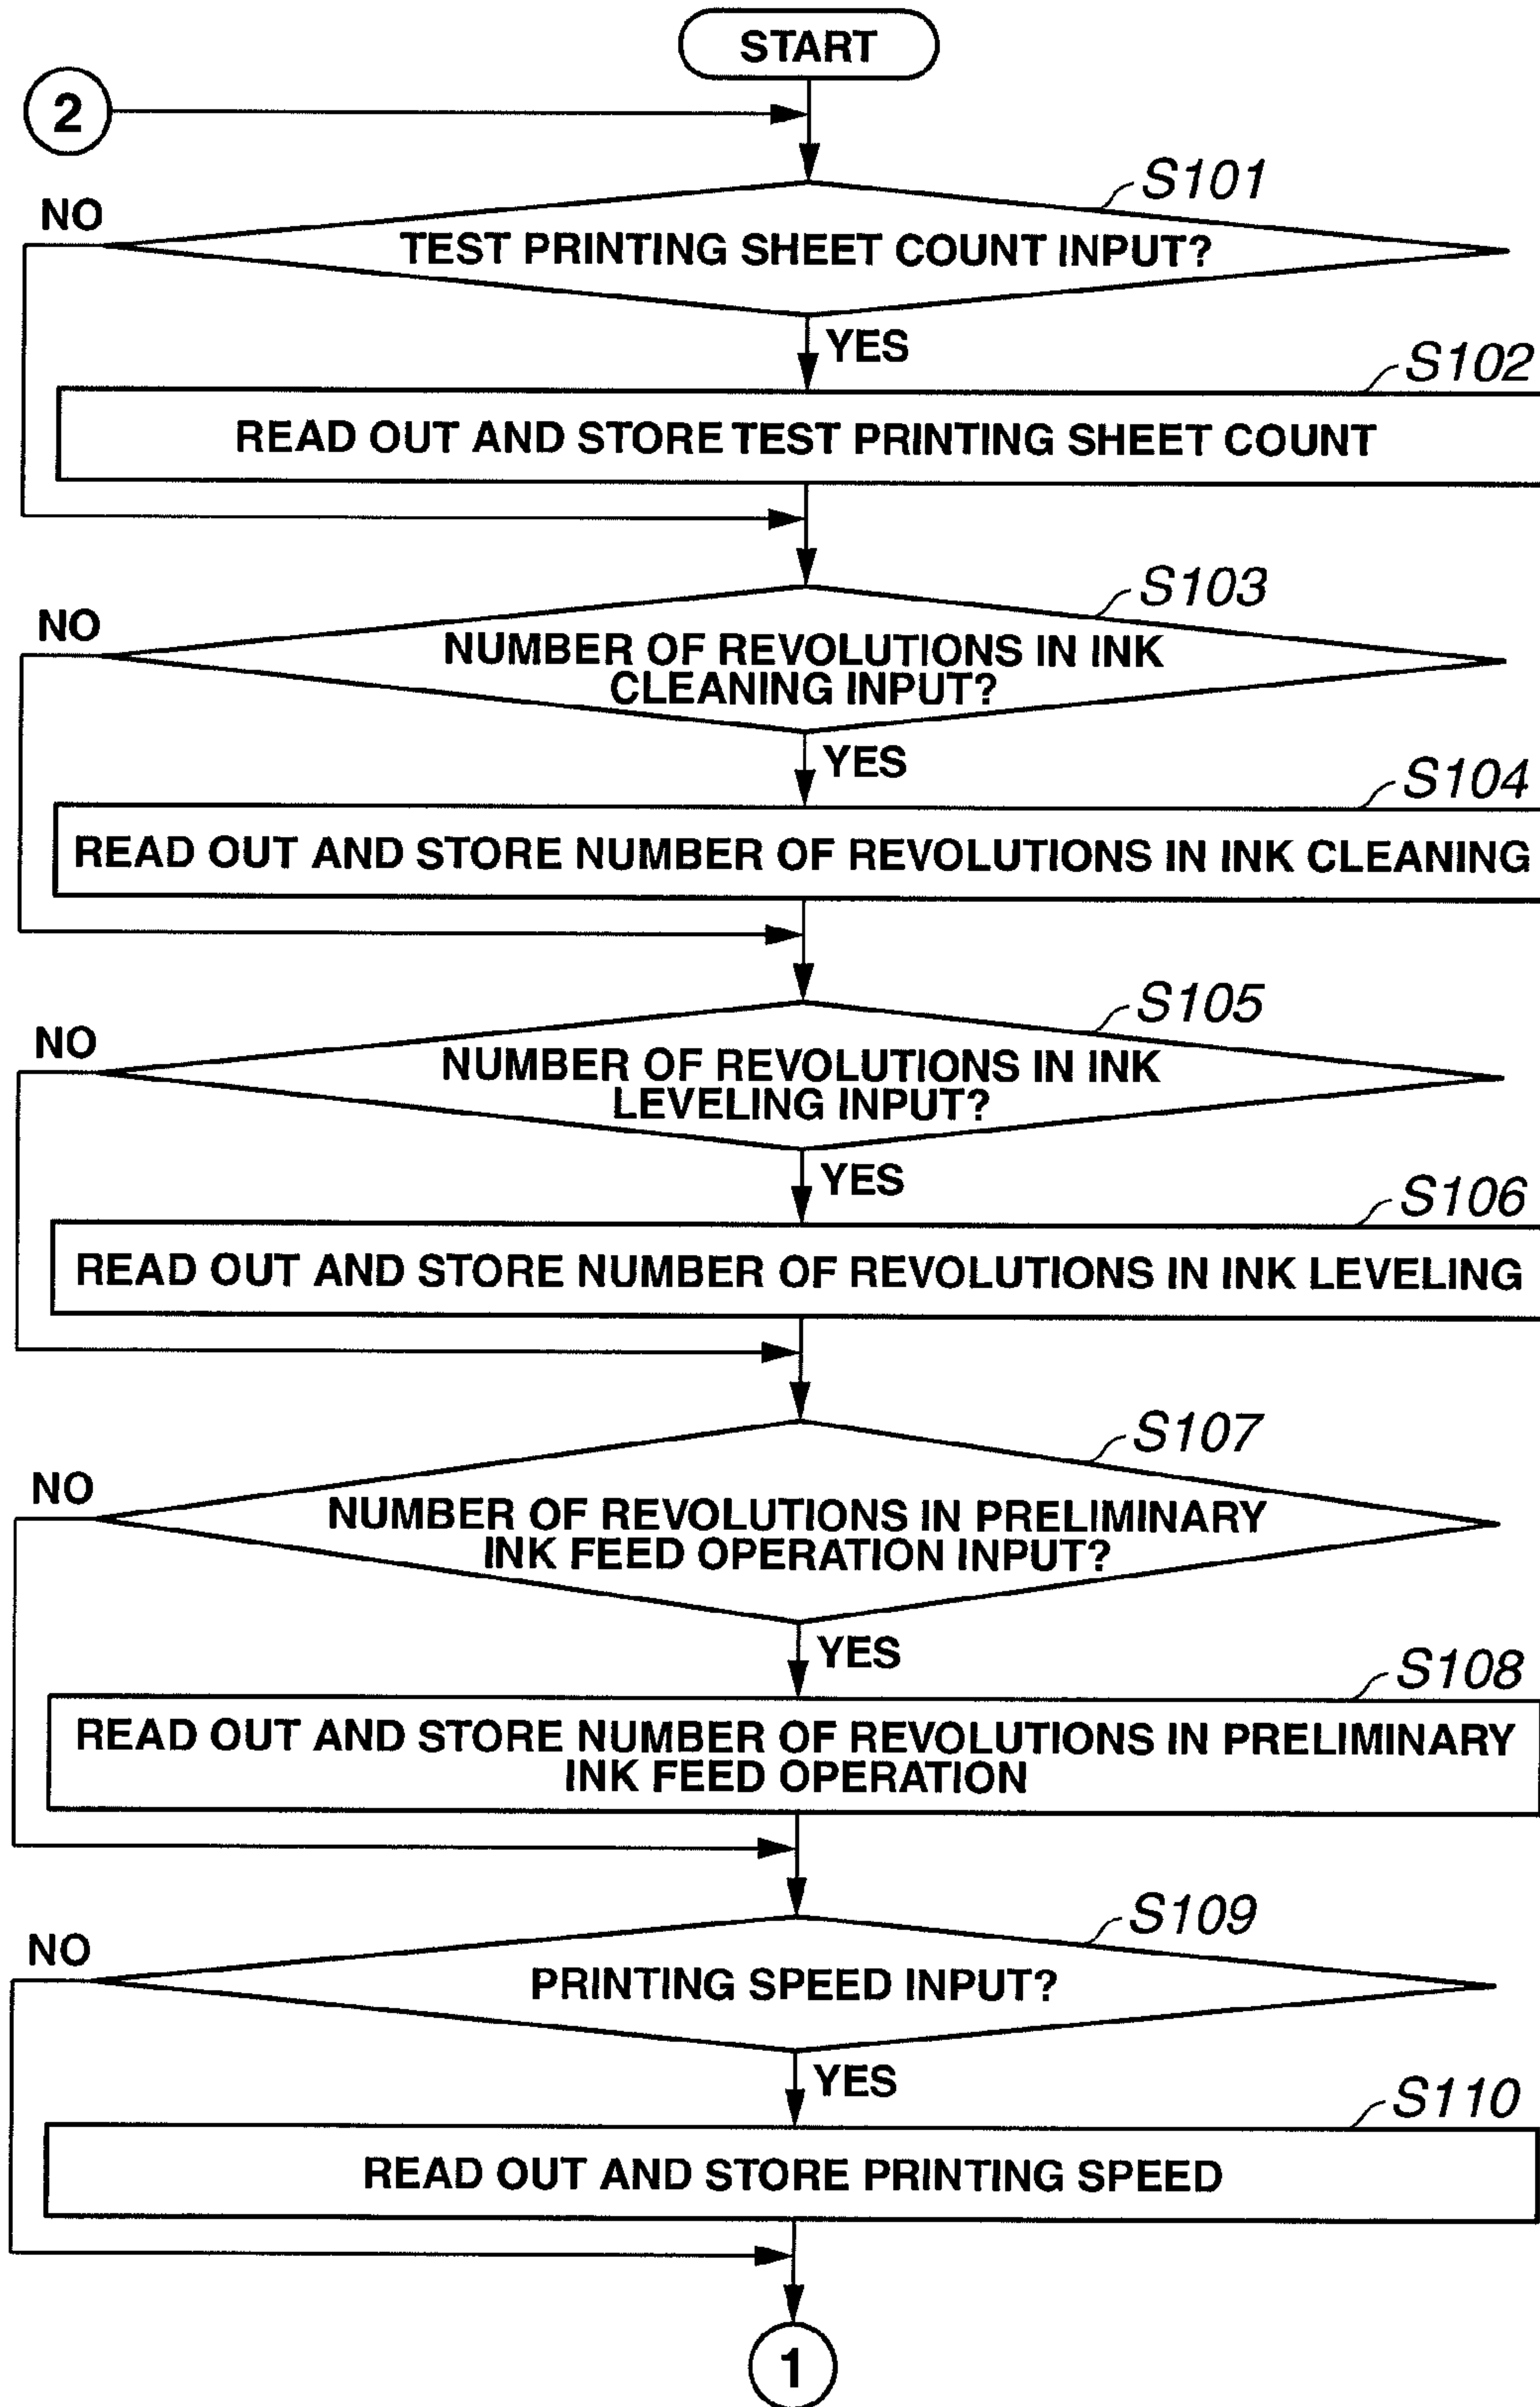 START
2
S101
NO
TEST PRINTING SHEET COUNT INPUT?
YES
S102
READ OUT AND STORE TEST PRINTING SHEET COUNT
S103
NO
NUMBER OF REVOLUTIONS IN INK
CLEANING INPUT?
YES
S104
READ OUT AND STORE NUMBER OF REVOLUTIONS IN INK CLEANING
S105
NO
NUMBER OF REVOLUTIONS IN INK
LEVELING INPUT?
YES
S106
READ OUT AND STORE NUMBER OF REVOLUTIONS IN INK LEVELING
S107
NO
NUMBER OF REVOLUTIONS IN PRELIMINARY
INK FEED OPERATION INPUT?
YES
S108
READ OUT AND STORE NUMBER OF REVOLUTIONS IN PRELIMINARY
INK FEED OPERATION
S109
NO
PRINTING SPEED INPUT?
YES
S110
READ OUT AND STORE PRINTING SPEED
1